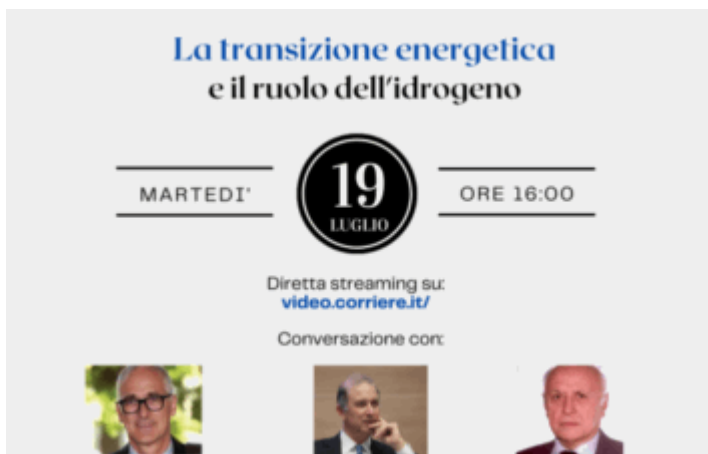 La transizione energetica
e il ruolo dell'idrogeno
MARTEDI'
19
LUGLIO
ORE 16:00
Diretta streaming su:
video.corriere.it/
Conversazione con: